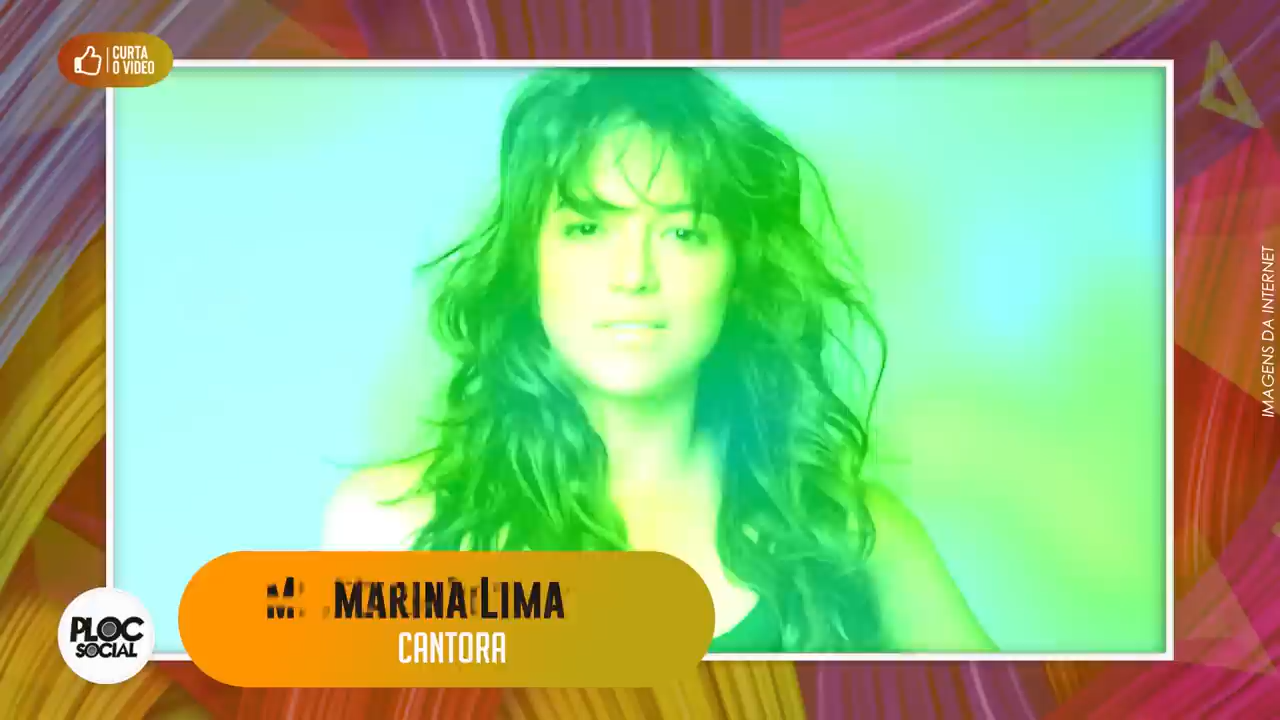 CURTA
O VIDEO
IMAGENS DA INTERNET
MARINA LIMA
CANTORA
PLOC
SOCIAL